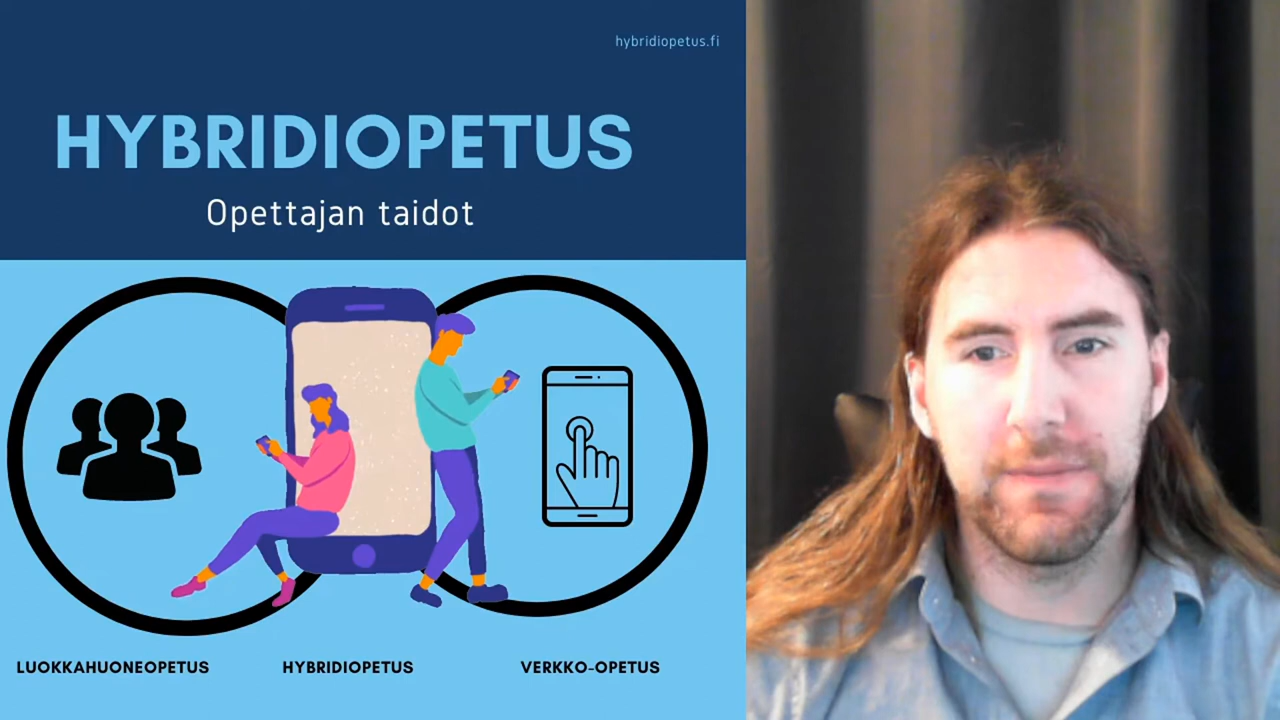 hybridiopetus.fi
HYBRIDIOPETUS
Opettajan taidot
LUOKKAHUONEOPETUS
HYBRIDIOPETUS
VERKKO-OPETUS